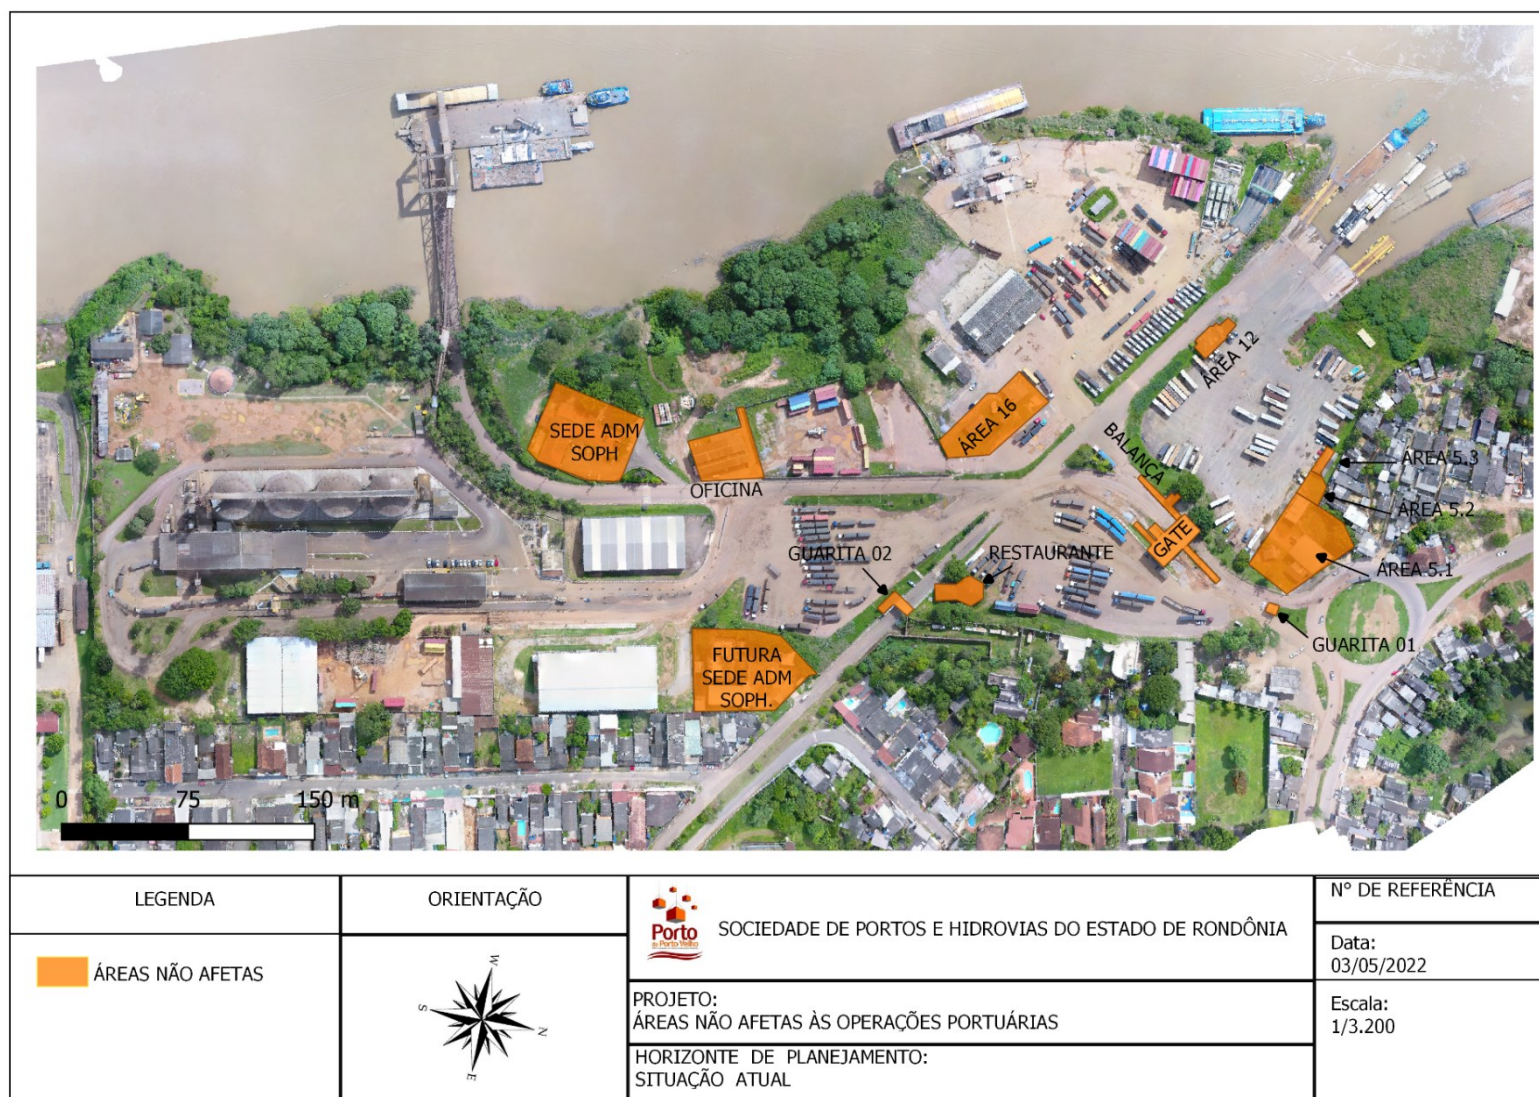 ÁREA 12
ÁREA 16
SEDE ADM
SOPH
OFICINA
BALANÇA
ÁREA 5.3
ÁREA 5.2
GATE
GUARITA 02
RESTAURANTE
ÁREA 5.1
GUARITA 01
FUTURA
SEDE ADM
SOPH.
0 75 150 m
LEGENDA
ÁREAS NÃO AFETAS
ORIENTAÇÃO
W
S
N
E
Porto
de Porto Velho
SOCIEDADE DE PORTOS E HIDROVIAS DO ESTADO DE RONDÔNIA
PROJETO:
ÁREAS NÃO AFETAS ÀS OPERAÇÕES PORTUÁRIAS
HORIZONTE DE PLANEJAMENTO:
SITUAÇÃO ATUAL
N° DE REFERÊNCIA
Data:
03/05/2022
Escala:
1/3.200